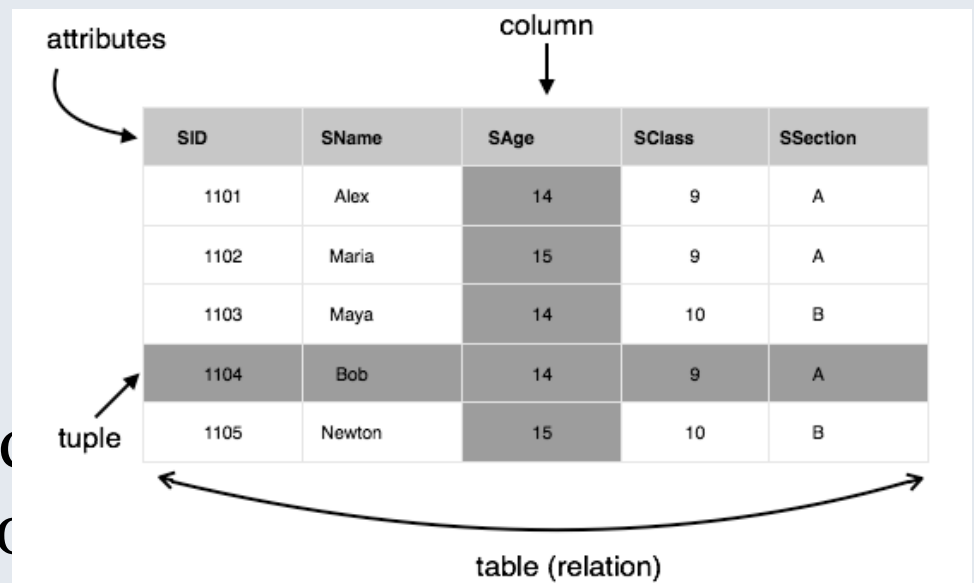 column
attributes
SID SName SAge SClass SSection
1101 Alex 14 9 A
1102 Maria 15 9 A
1103 Maya 14 10 B
1104 Bob 14 9 A
tuple
1105 Newton 15 10 B
table (relation)